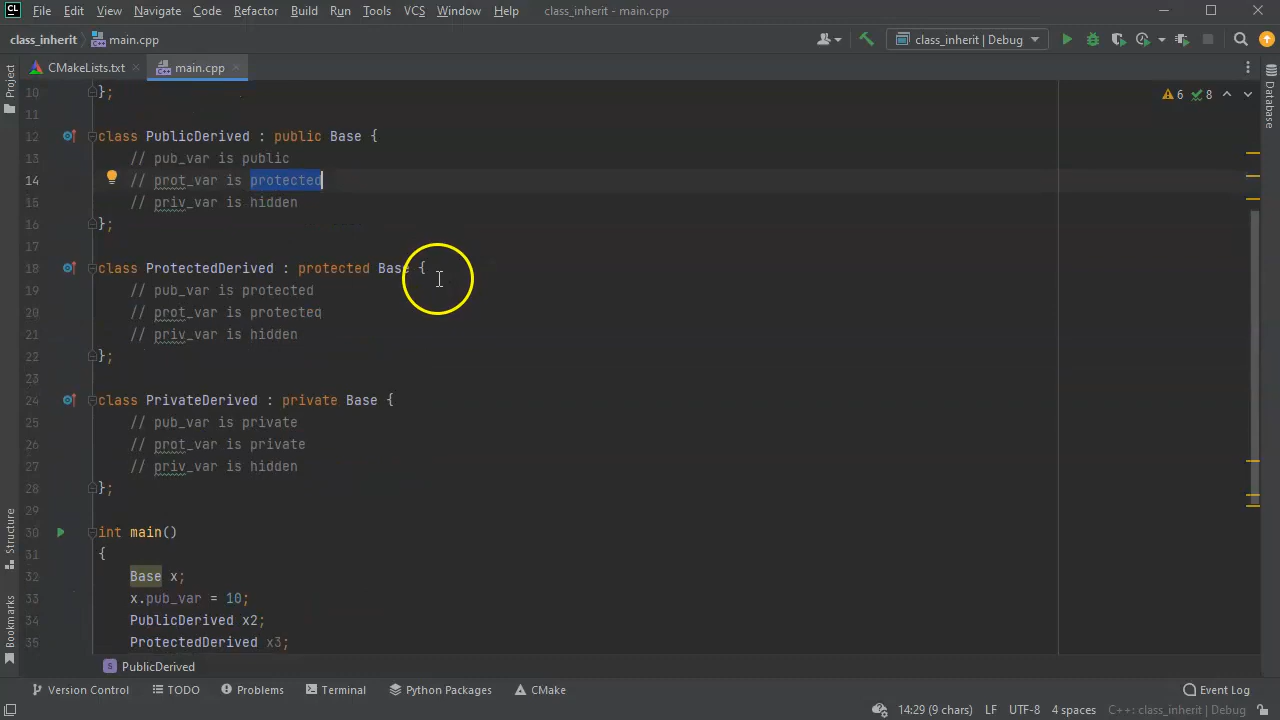 CL File Edit View Navigate Code Refactor Build Run Tools VCS Window Help class_inherit - main.cpp
class_inherit main.cpp class_inherit | Debug
Project CMakeLists.txt main.cpp
Database
10 };
6 8
11
12 class PublicDerived : public Base {
13 // pub_var is public
14 // prot_var is protected
15 // priv_var is hidden
16 };
17
18 class ProtectedDerived : protected Base {
19 // pub_var is protected
20 // prot_var is protected
21 // priv_var is hidden
22 };
23
24 class PrivateDerived : private Base {
25 // pub_var is private
26 // prot_var is private
27 // priv_var is hidden
28 };
29
30 int main()
31 {
32 Base x;
33 x.pub_var = 10;
34 PublicDerived x2;
35 ProtectedDerived x3;
Structure
Bookmarks
S PublicDerived
Version Control TODO Problems Terminal Python Packages CMake Event Log
14:29 (9 chars) LF UTF-8 4 spaces C++: class_inherit | Debug